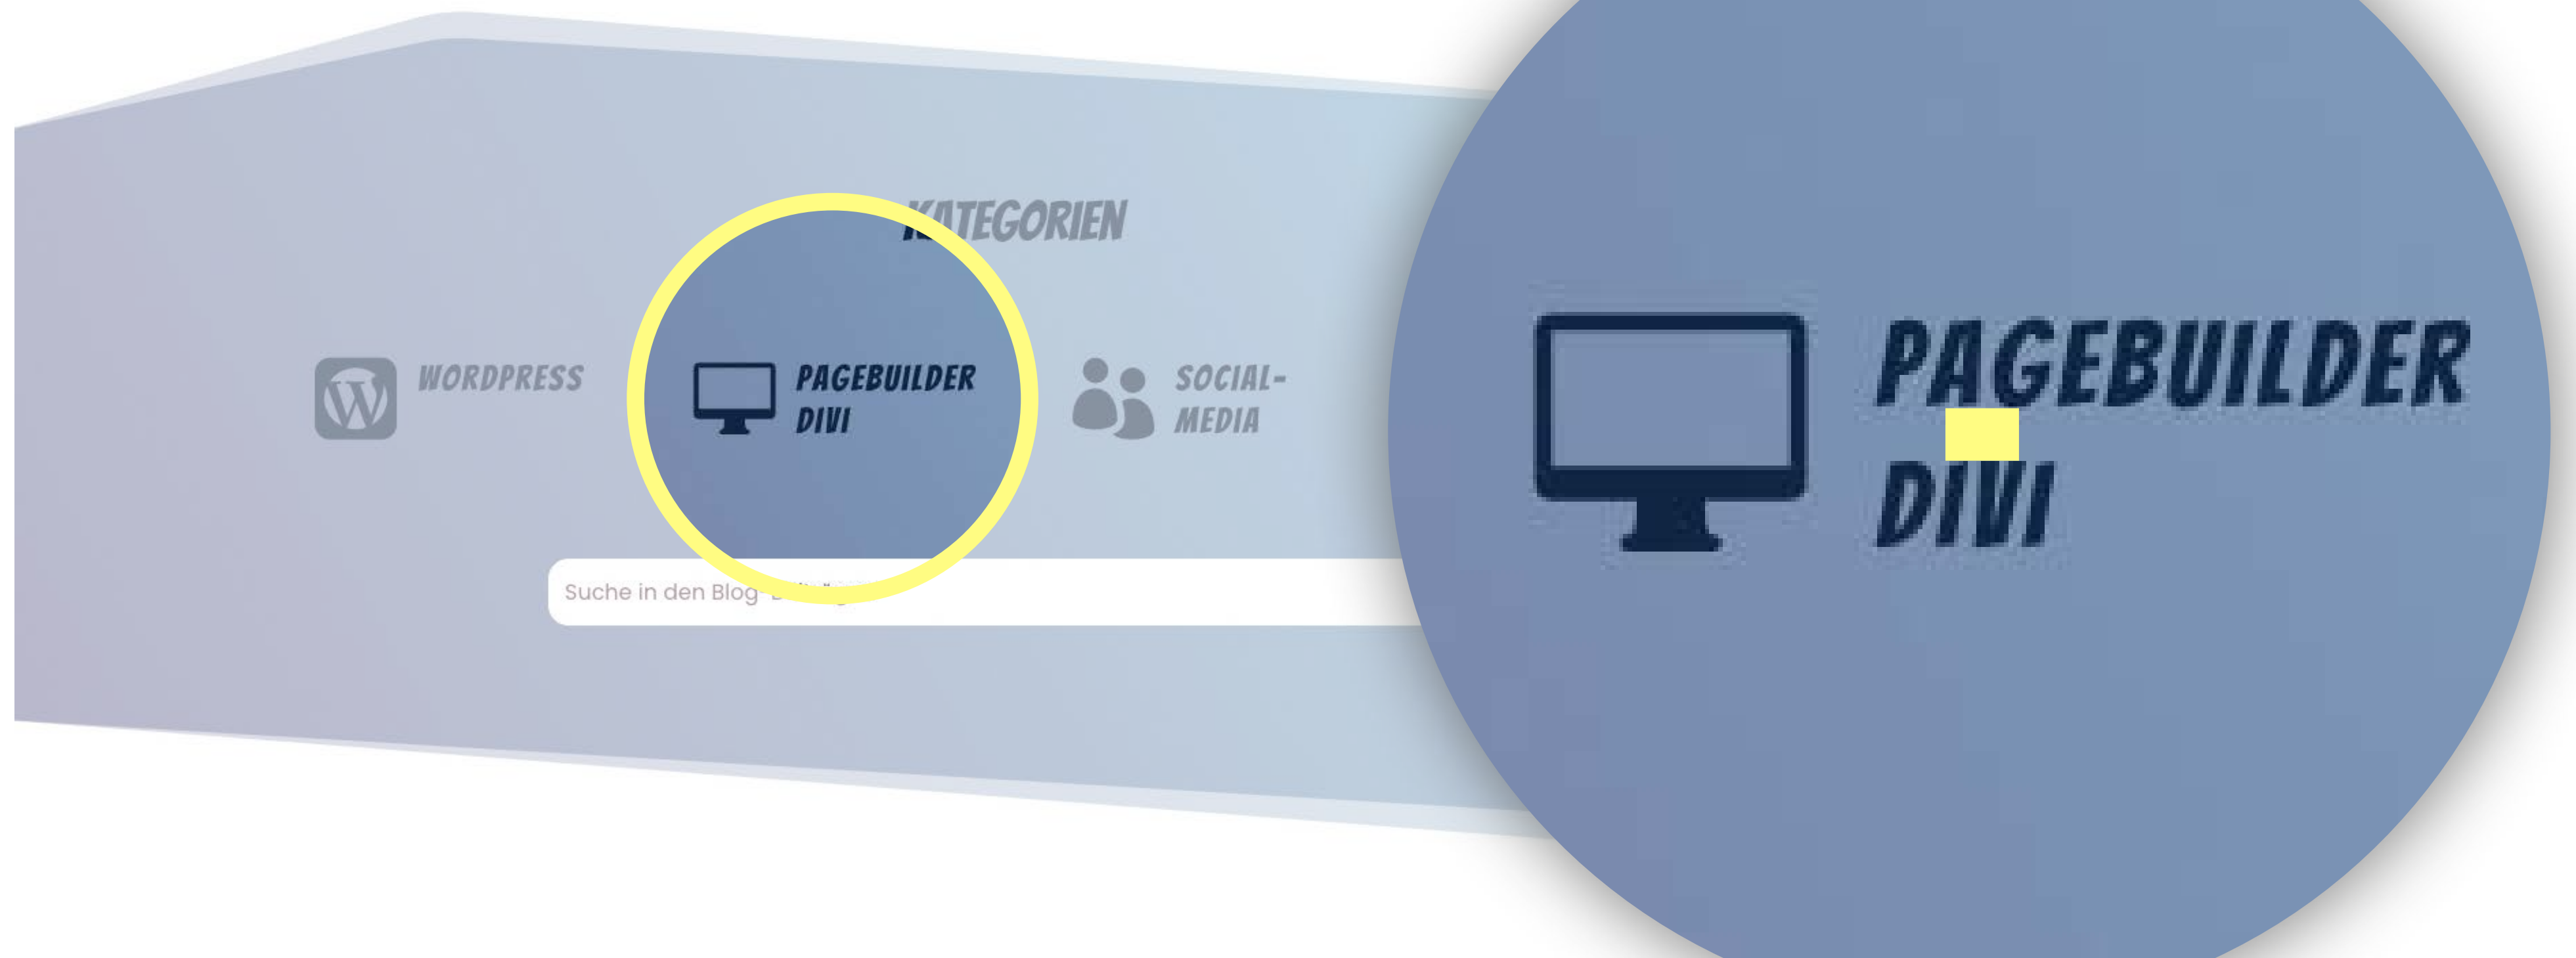 KATEGORIEN
WORDPRESS
PAGEBUILDER
DIVI
SOCIAL-
MEDIA
Suche in den Blog-
PAGEBUILDER
DIVI